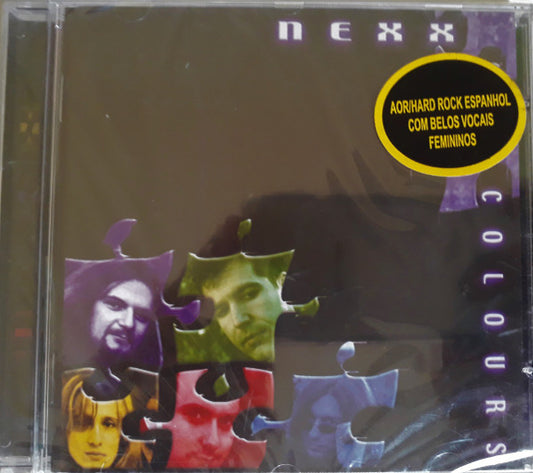 NEXX
AOR/HARD ROCK ESPANHOL
COM BELOS VOCAIS
FEMININOS
COLOURS